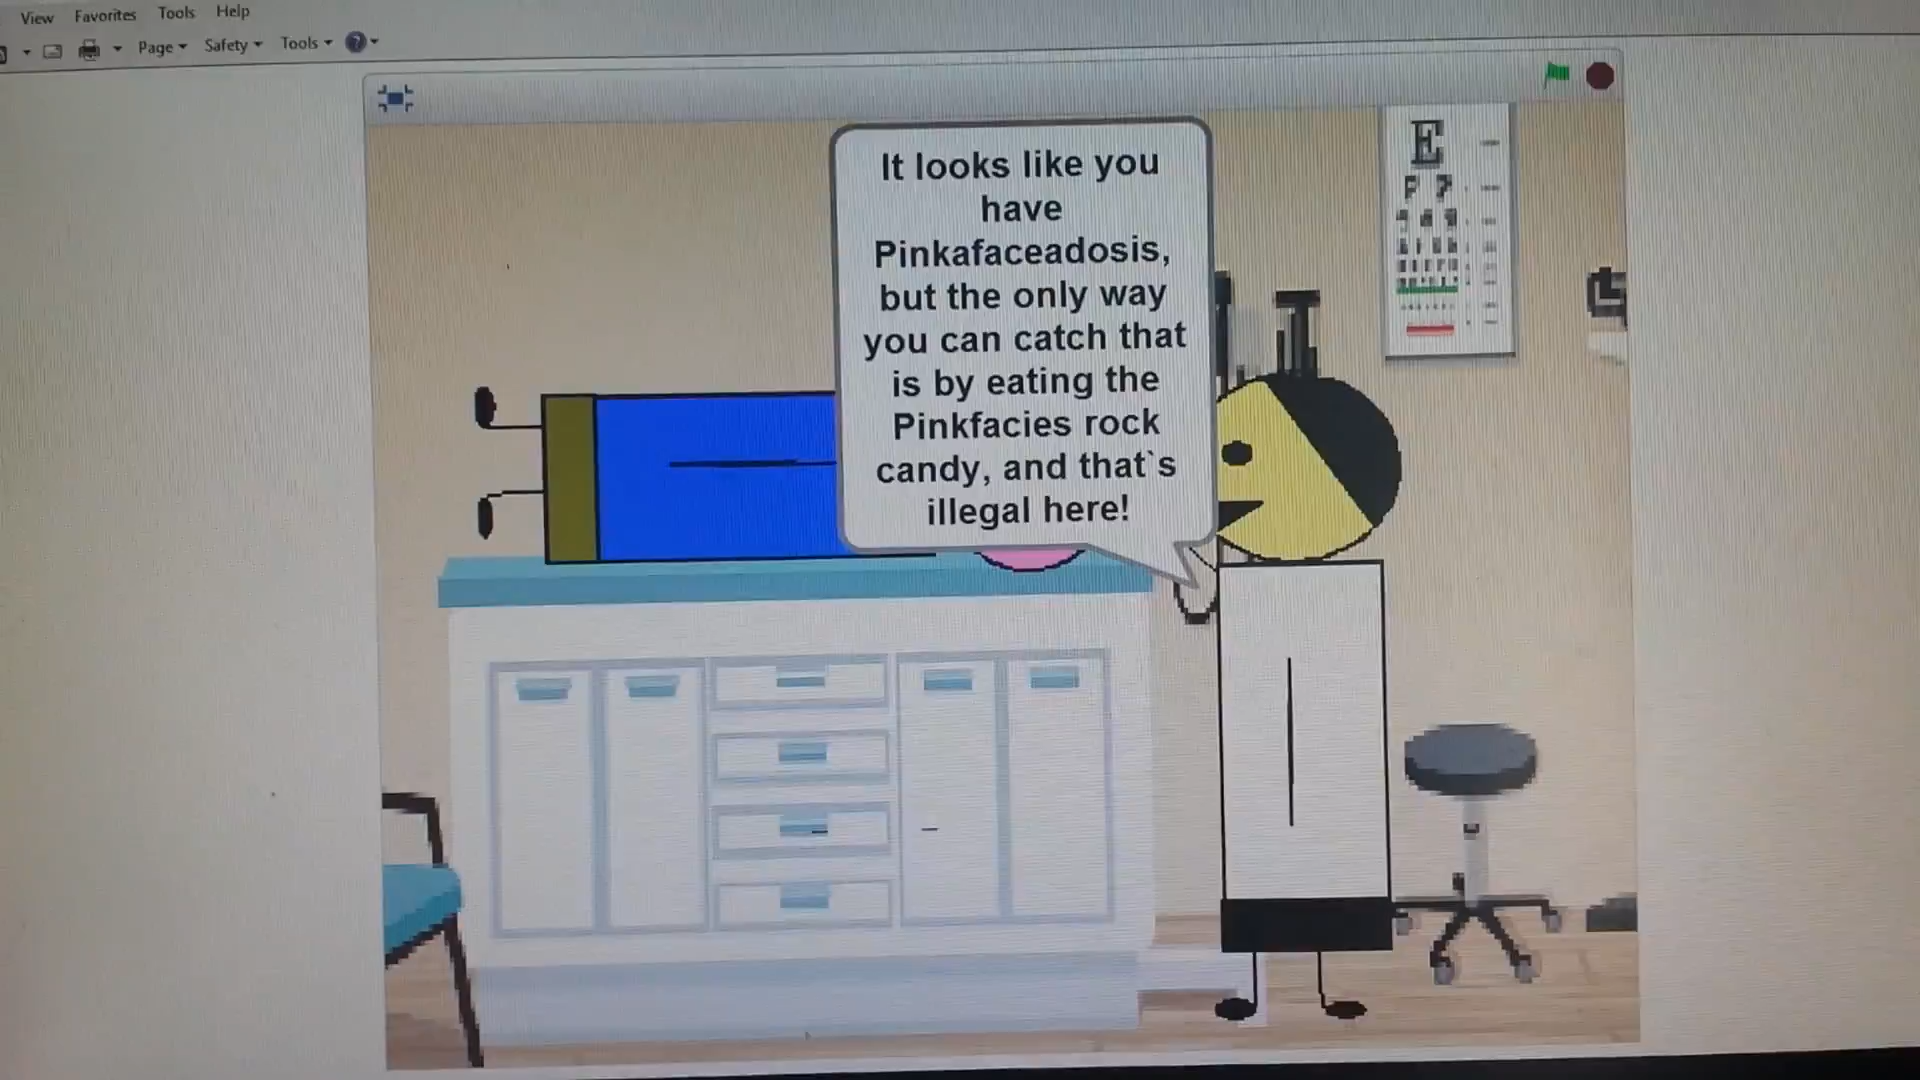 View Favorites Tools Help
Page Safety Tools
It looks like you
have
Pinkafaceadosis,
but the only way
you can catch that
is by eating the
Pinkfacies rock
candy, and that`s
illegal here!
E